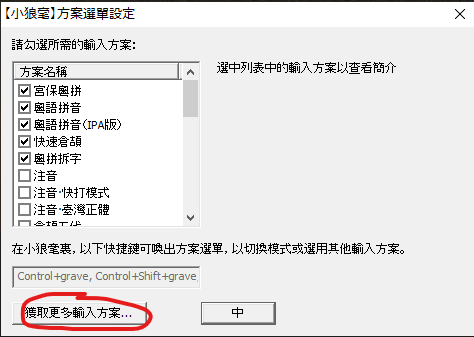 【小狼毫】方案選單設定
請勾選所需的輸入方案:
方案名稱
選中列表中的輸入方案以查看簡介
宮保粵拼
粵語拼音
粵語拼音(IPA版)
快速倉頡
粵拼拆字
注音
注音·快打模式
注音·臺灣正體
倉頡五代
在小狼毫裏, 以下快捷鍵可喚出方案選單, 以切換模式或選用其他輸入方案。
Control+grave, Control+Shift+grave,
獲取更多輸入方案...
中